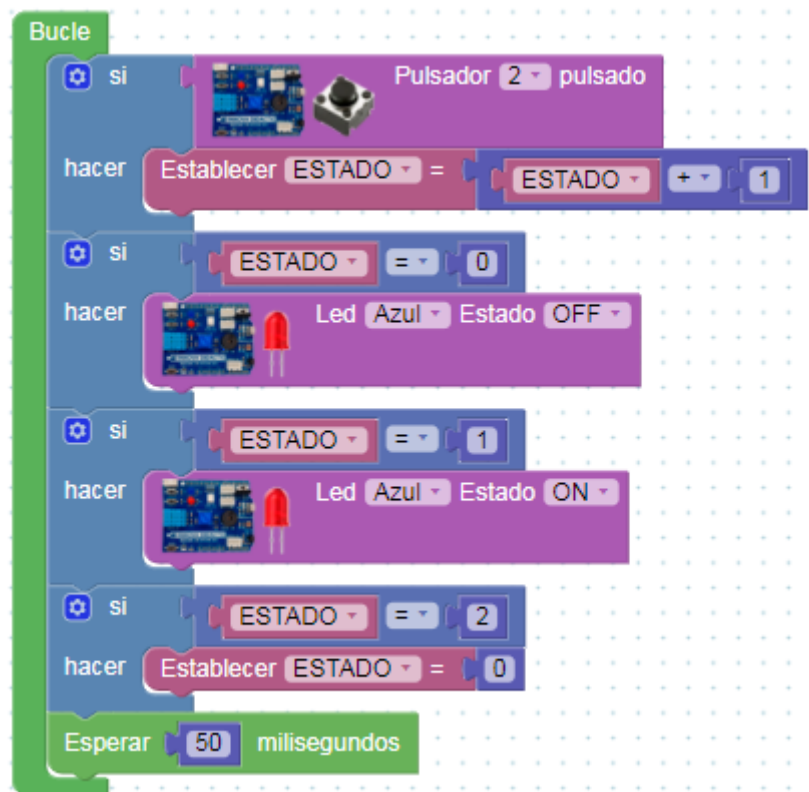 Bucle
si Pulsador 2 pulsado
hacer Establecer ESTADO = ESTADO + 1
si ESTADO = 0
hacer Led Azul Estado OFF
si ESTADO = 1
hacer Led Azul Estado ON
si ESTADO = 2
hacer Establecer ESTADO = 0
Esperar 50 milisegundos